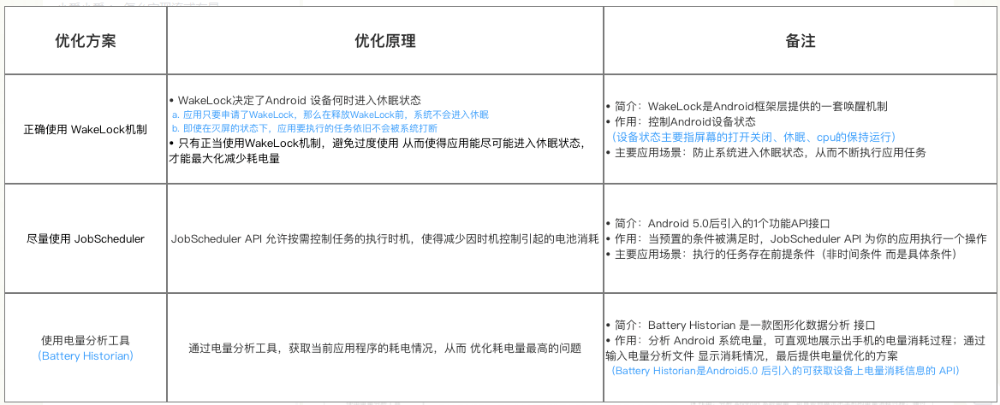 优化方案
优化原理
备注
正确使用 WakeLock机制
• WakeLock决定了Android 设备何时进入休眠状态
a. 应用只要申请了WakeLock，那么在释放WakeLock前，系统不会进入休眠
b. 即使在灭屏的状态下，应用要执行的任务依旧不会被系统打断
• 只有正当使用WakeLock机制，避免过度使用 从而使得应用能尽可能进入休眠状态，
才能最大化减少耗电量
• 简介：WakeLock是Android框架层提供的一套唤醒机制
• 作用：控制Android设备状态
（设备状态主要指屏幕的打开关闭、休眠、cpu的保持运行）
• 主要应用场景：防止系统进入休眠状态，从而不断执行应用任务
尽量使用 JobScheduler
JobScheduler API 允许按需控制任务的执行时机，使得减少因时机控制引起的电池消耗
• 简介：Android 5.0后引入的1个功能API接口
• 作用：当预置的条件被满足时，JobScheduler API 为你的应用执行一个操作
• 主要应用场景：执行的任务存在前提条件（非时间条件 而是具体条件）
使用电量分析工具
（Battery Historian）
通过电量分析工具，获取当前应用程序的耗电情况，从而 优化耗电量最高的问题
• 简介：Battery Historian 是一款图形化数据分析 接口
• 作用：分析 Android 系统电量，可直观地展示出手机的电量消耗过程；通过
输入电量分析文件 显示消耗情况，最后提供电量优化的方案
（Battery Historian是Android5.0 后引入的可获取设备上电量消耗信息的 API）